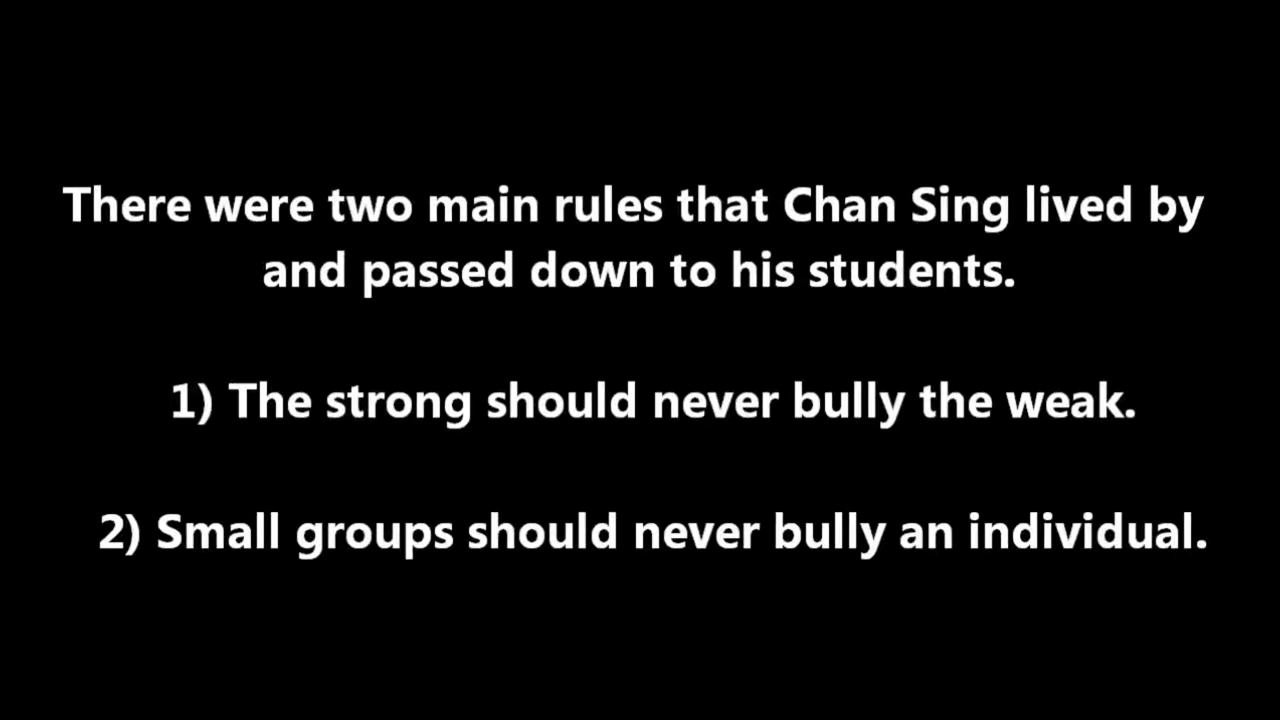 There were two main rules that Chan Sing lived by
and passed down to his students.
1) The strong should never bully the weak.
2) Small groups should never bully an individual.